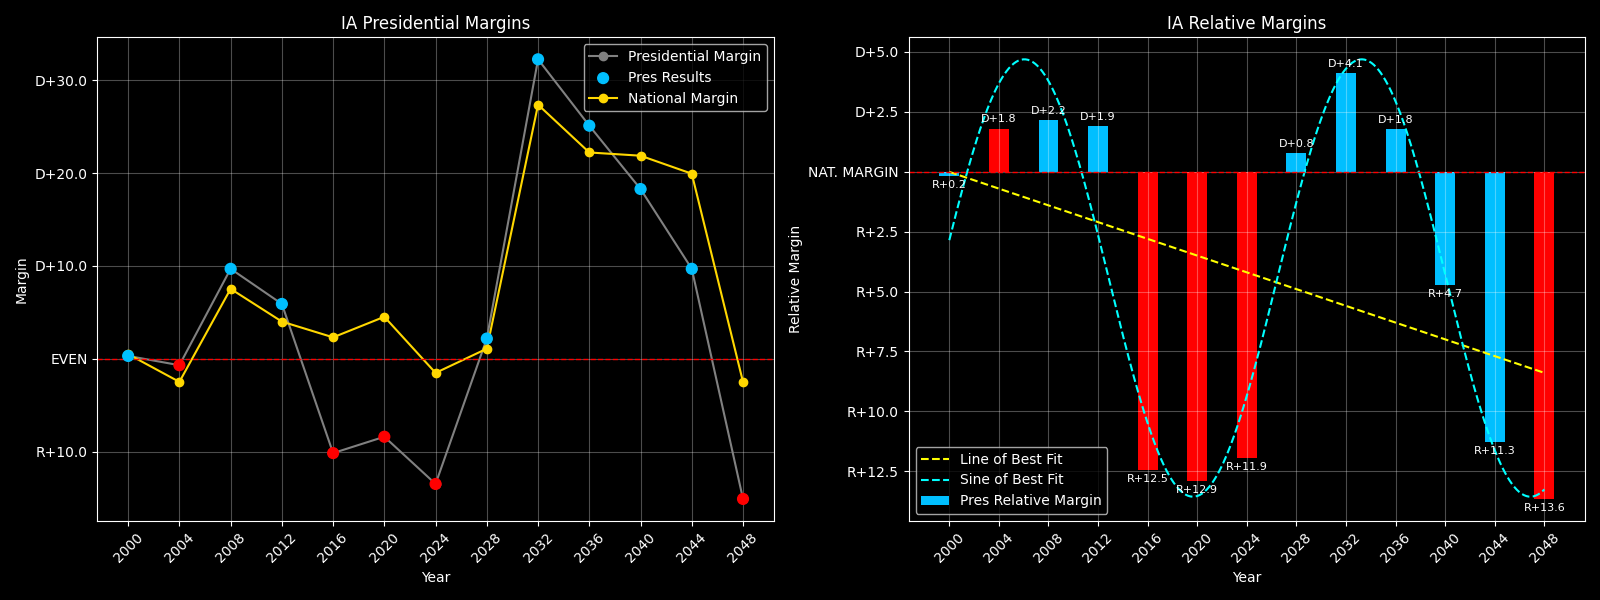 IA Presidential Margins
Presidential Margin
Pres Results
National Margin
D+30.0
D+20.0
D+10.0
EVEN
R+10.0
Margin
2000
2004
2008
2012
2016
2020
2024
2028
2032
2036
2040
2044
2048
Year
IA Relative Margins
D+5.0
D+2.5
NAT. MARGIN
R+2.5
R+5.0
R+7.5
R+10.0
R+12.5
Relative Margin
R+0.2
D+1.8
D+2.2
D+1.9
R+12.5
R+12.9
R+11.9
D+0.8
D+4.1
D+1.8
R+4.7
R+11.3
R+13.6
Line of Best Fit
Sine of Best Fit
Pres Relative Margin
2000
2004
2008
2012
2016
2020
2024
2028
2032
2036
2040
2044
2048
Year